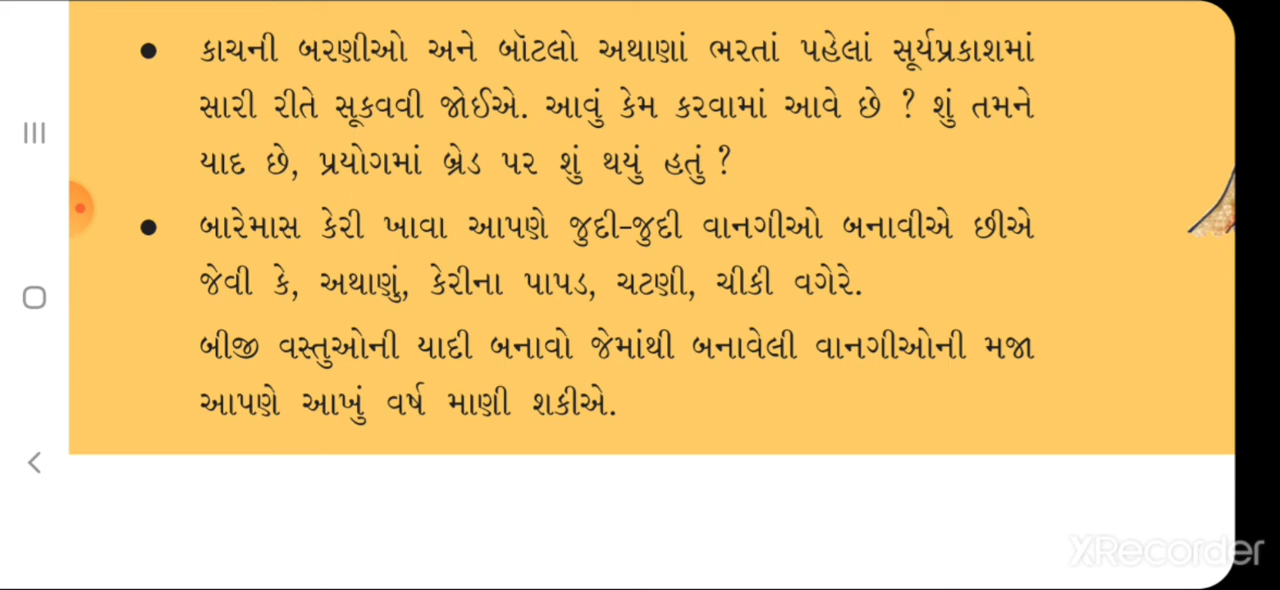 • કાચની બરણીઓ અને બૉટલો અથાણાં ભરતાં પહેલાં સૂર્યપ્રકાશમાં
સારી રીતે સૂકવવી જોઈએ. આવું કેમ કરવામાં આવે છે ? શું તમને
યાદ છે, પ્રયોગમાં બ્રેડ પર શું થયું હતું ?
• બારેમાસ કેરી ખાવા આપણે જુદી-જુદી વાનગીઓ બનાવીએ છીએ
જેવી કે, અથાણું, કેરીના પાપડ, ચટણી, ચીકી વગેરે.
બીજી વસ્તુઓની યાદી બનાવો જેમાંથી બનાવેલી વાનગીઓની મજા
આપણે આખું વર્ષ માણી શકીએ.
XRecorder